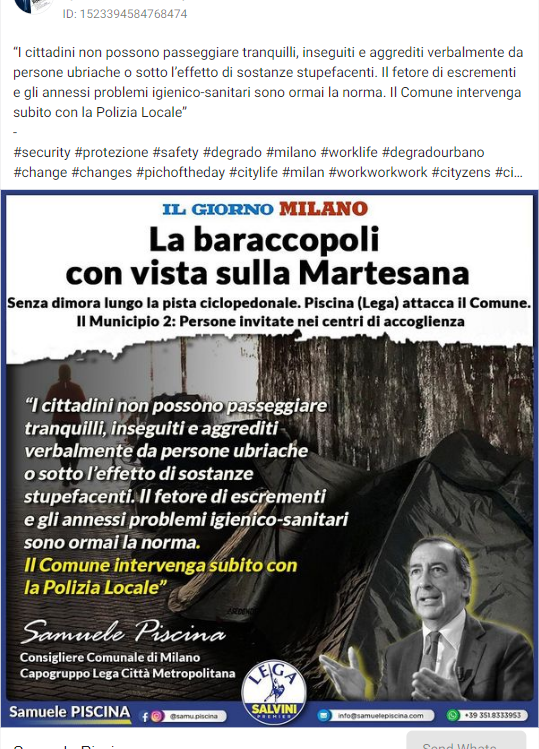 ID: 1523394584768474
“I cittadini non possono passeggiare tranquilli, inseguiti e aggrediti verbalmente da
persone ubriache o sotto l’effetto di sostanze stupefacenti. Il fetore di escrementi
e gli annessi problemi igienico-sanitari sono ormai la norma. Il Comune intervenga
subito con la Polizia Locale”
-
#security #protezione #safety #degrado #milano #worklife #degradourbano
#change #changes #pichoftheday #citylife #milan #workworkwork #cityzens #ci...
IL GIORNO MILANO
La baraccopoli
con vista sulla Martesana
Senza dimora lungo la pista ciclopedonale. Piscina (Lega) attacca il Comune.
Il Municipio 2: Persone invitate nei centri di accoglienza
“I cittadini non possono passeggiare
tranquilli, inseguiti e aggrediti
verbalmente da persone ubriache
o sotto l’effetto di sostanze
stupefacenti. Il fetore di escrementi
e gli annessi problemi igienico-sanitari
sono ormai la norma.
Il Comune intervenga subito con
la Polizia Locale”
Samuele Piscina
Consigliere Comunale di Milano
Capogruppo Lega Città Metropolitana
LEGA
SALVINI
PREMIER
Samuele PISCINA
@samu.piscina
info@samuelepiscina.com
+39 351.8333953
Send Whats